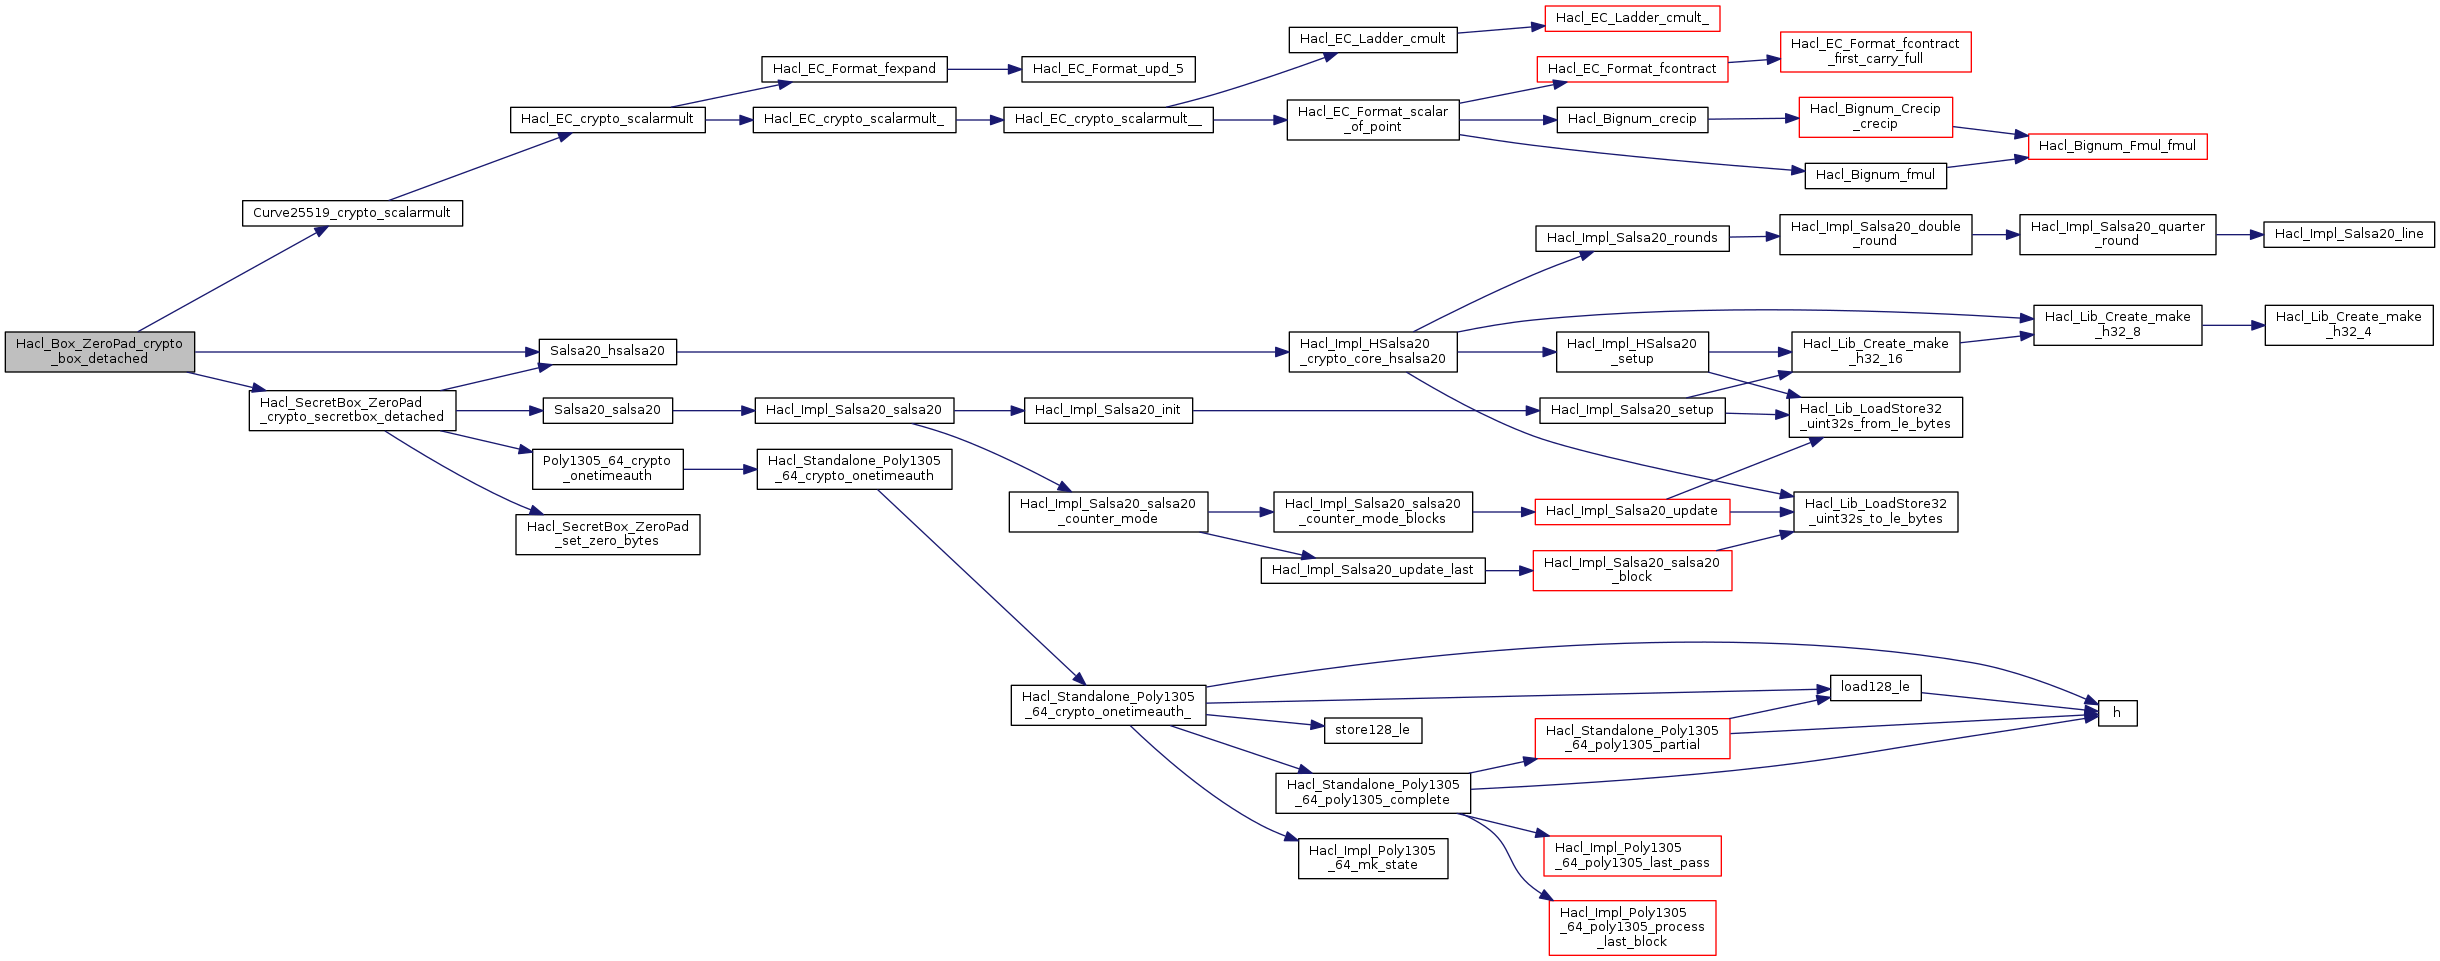 Hacl_Box_ZeroPad_crypto
_box_detached
Curve25519_crypto_scalarmult
Hacl_SecretBox_ZeroPad
_crypto_secretbox_detached
Hacl_EC_crypto_scalarmult
Salsa20_hsalsa20
Salsa20_salsa20
Poly1305_64_crypto
_onetimeauth
Hacl_SecretBox_ZeroPad
_set_zero_bytes
Hacl_EC_Format_fexpand
Hacl_EC_crypto_scalarmult_
Hacl_Impl_Salsa20_salsa20
Hacl_Standalone_Poly1305
_64_crypto_onetimeauth
Hacl_EC_Format_upd_5
Hacl_EC_crypto_scalarmult__
Hacl_Impl_Salsa20_init
Hacl_Impl_Salsa20_salsa20
_counter_mode
Hacl_Standalone_Poly1305
_64_crypto_onetimeauth_
Hacl_EC_Ladder_cmult
Hacl_EC_Format_scalar
_of_point
Hacl_Impl_HSalsa20
_crypto_core_hsalsa20
Hacl_Impl_Salsa20_salsa20
_counter_mode_blocks
Hacl_Impl_Salsa20_update_last
store128_le
Hacl_Standalone_Poly1305
_64_poly1305_complete
Hacl_Impl_Poly1305
_64_mk_state
Hacl_EC_Ladder_cmult_
Hacl_EC_Format_fcontract
Hacl_Bignum_crecip
Hacl_Impl_Salsa20_rounds
Hacl_Impl_HSalsa20
_setup
Hacl_Impl_Salsa20_setup
Hacl_Impl_Salsa20_update
Hacl_Impl_Salsa20_salsa20
_block
Hacl_Standalone_Poly1305
_64_poly1305_partial
Hacl_Impl_Poly1305
_64_poly1305_last_pass
Hacl_Impl_Poly1305
_64_poly1305_process
_last_block
Hacl_EC_Format_fcontract
_first_carry_full
Hacl_Bignum_Crecip
_crecip
Hacl_Bignum_fmul
Hacl_Impl_Salsa20_double
_round
Hacl_Lib_Create_make
_h32_16
Hacl_Lib_LoadStore32
_uint32s_from_le_bytes
Hacl_Lib_LoadStore32
_uint32s_to_le_bytes
load128_le
Hacl_Bignum_Fmul_fmul
Hacl_Impl_Salsa20_quarter
_round
Hacl_Lib_Create_make
_h32_8
h
Hacl_Impl_Salsa20_line
Hacl_Lib_Create_make
_h32_4